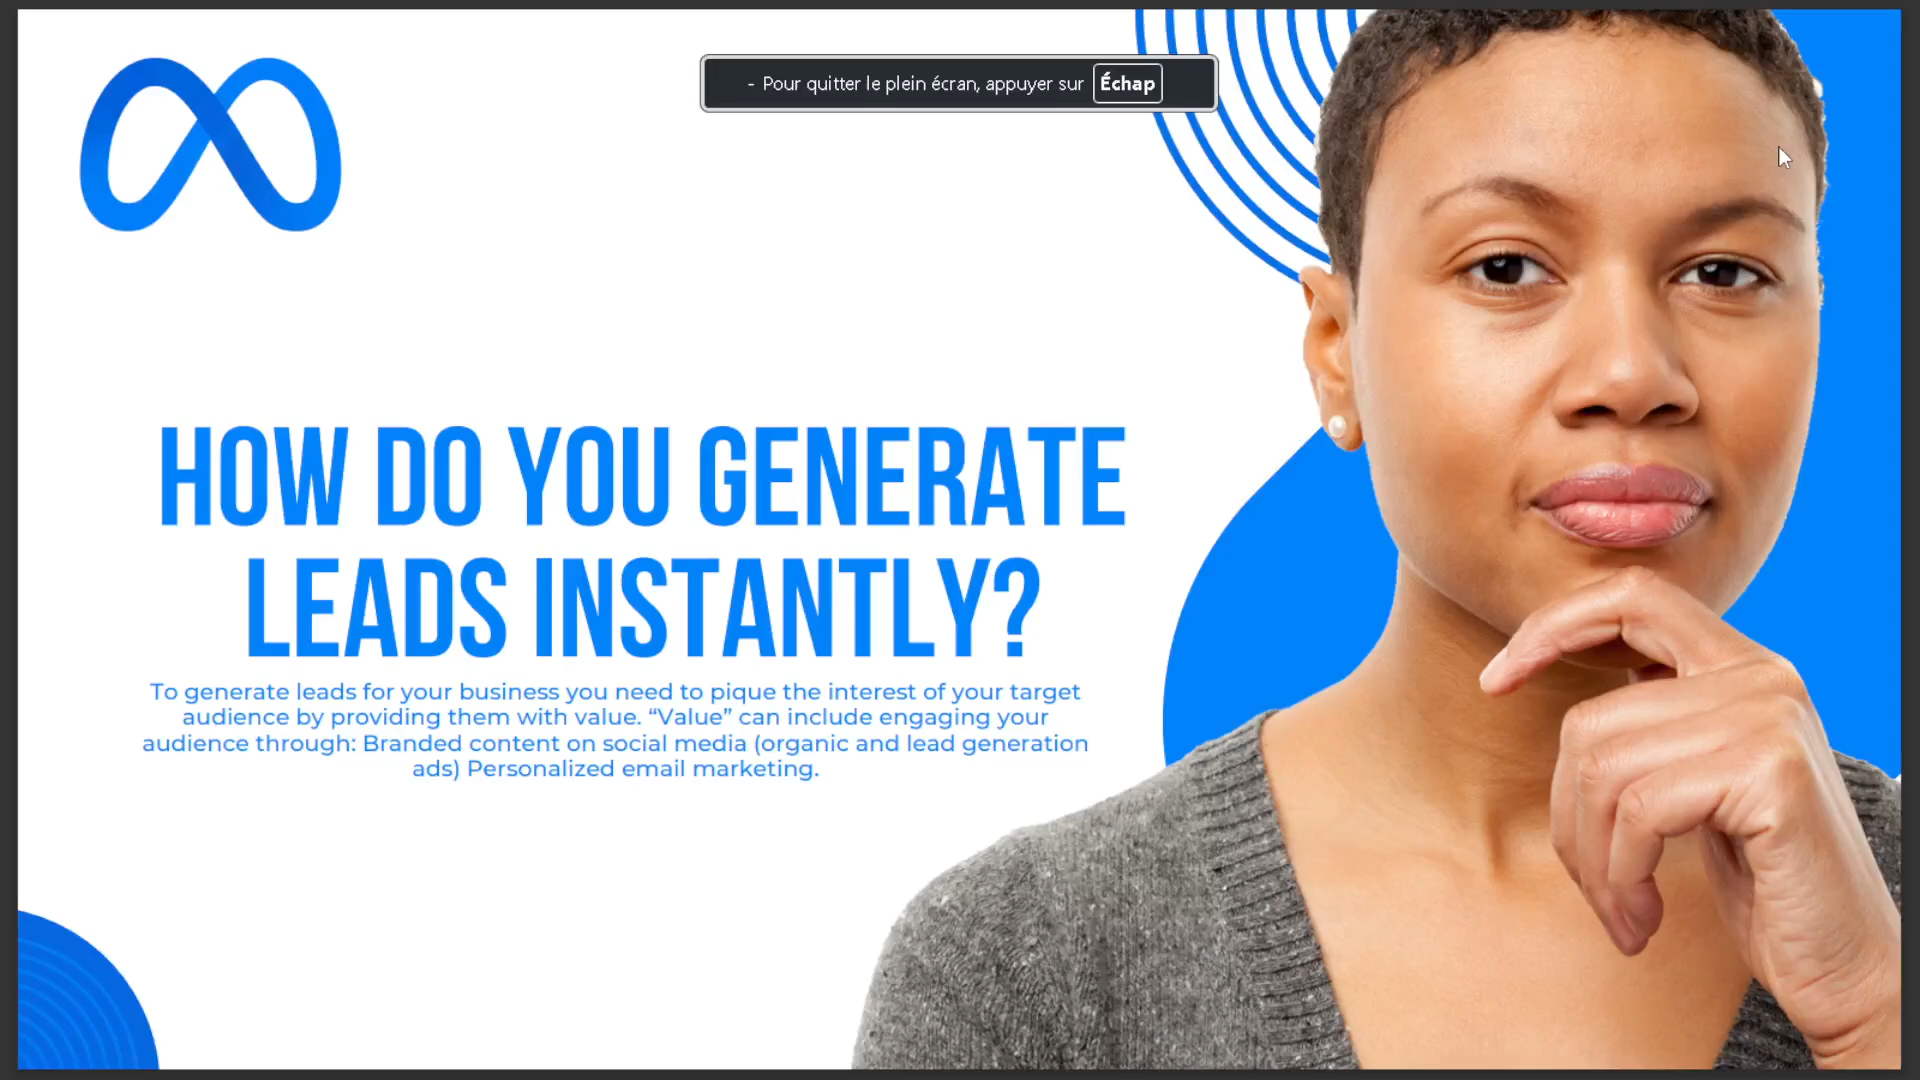 - Pour quitter le plein écran, appuyer sur Échap
HOW DO YOU GENERATE
LEADS INSTANTLY?
To generate leads for your business you need to pique the interest of your target
audience by providing them with value. “Value” can include engaging your
audience through: Branded content on social media (organic and lead generation
ads) Personalized email marketing.